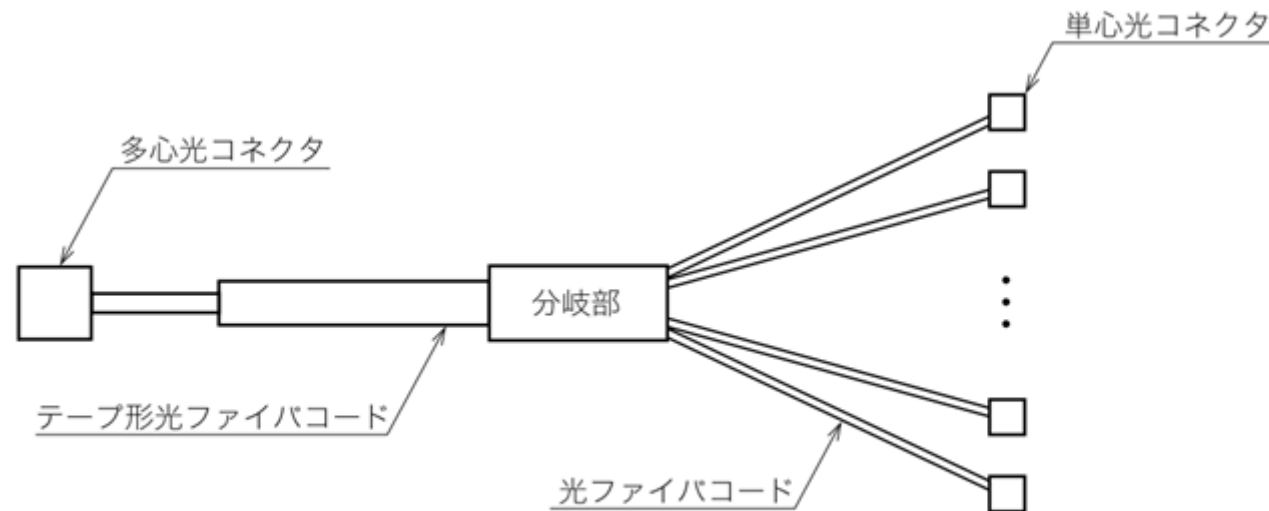 単心光コネクタ
多心光コネクタ
分岐部
テープ形光ファイバコード
光ファイバコード